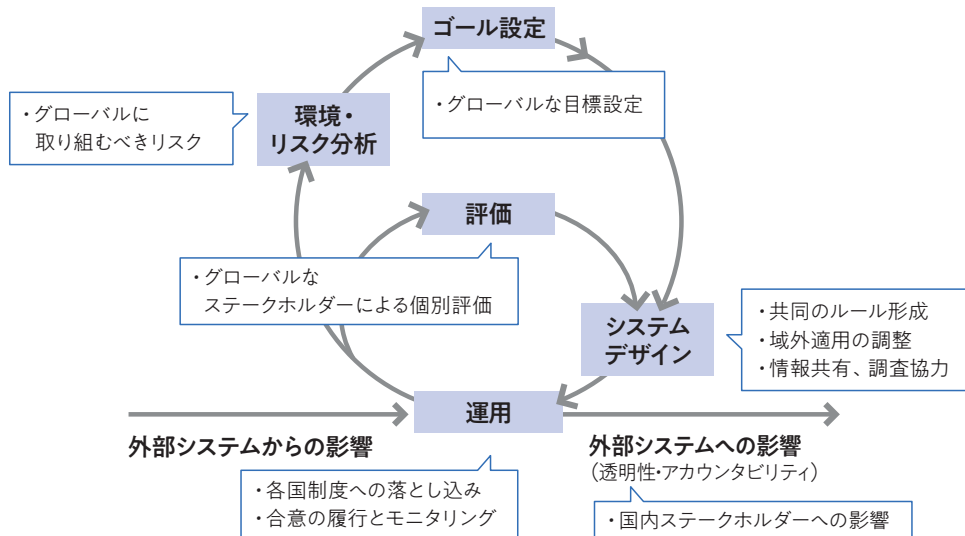 ゴール設定
・グローバルな目標設定
・グローバルに
取り組むべきリスク
環境・
リスク分析
評価
・グローバルな
ステークホルダーによる個別評価
システム
デザイン
・共同のルール形成
・域外適用の調整
・情報共有、調査協力
運用
外部システムからの影響
外部システムへの影響
(透明性・アカウンタビリティ)
・各国制度への落とし込み
・合意の履行とモニタリング
・国内ステークホルダーへの影響